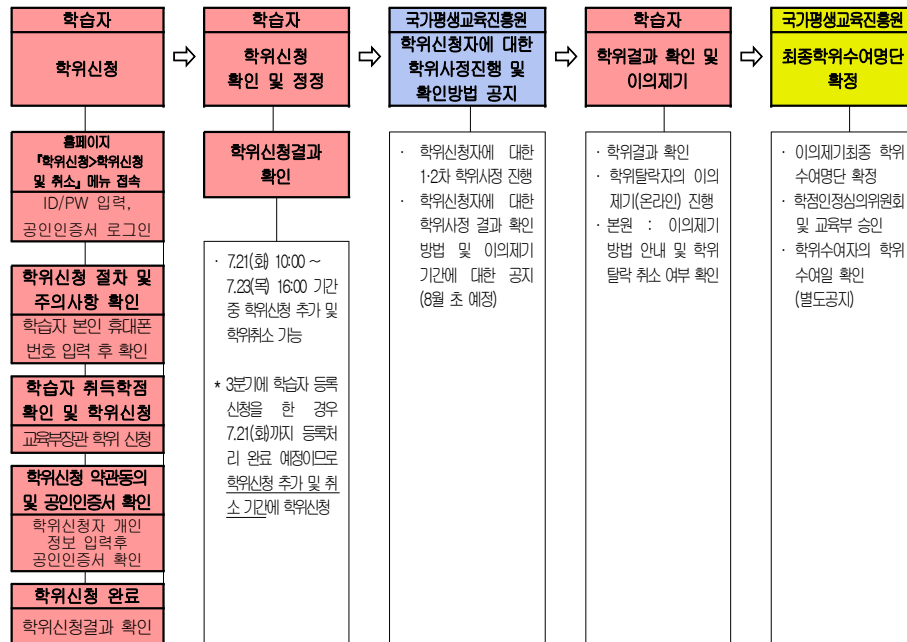 학습자
학위신청
홈페이지
『학위신청>학위신청
및 취소』 메뉴 접속
ID/PW 입력,
공인인증서 로그인
학위신청 절차 및
주의사항 확인
학습자 본인 휴대폰
번호 입력 후 확인
학습자 취득학점
확인 및 학위신청
교육부장관 학위 신청
학위신청 약관동의
및 공인인증서 확인
학위신청자 개인
정보 입력후
공인인증서 확인
학위신청 완료
학위신청결과 확인
학습자
학위신청
확인 및 정정
학위신청결과
확인
· 7.21(화) 10:00 ~
7.23(목) 16:00 기간
중 학위신청 추가 및
학위취소 가능
* 3분기에 학습자 등록
신청을 한 경우
7.21(화)까지 등록처
리 완료 예정이므로
학위신청 추가 및 취
소 기간에 학위신청
국가평생교육진흥원
학위신청자에 대한
학위사정진행 및
확인방법 공지
· 학위신청자에 대한
1·2차 학위사정 진행
· 학위신청자에 대한
학위사정 결과 확인
방법 및 이의제기
기간에 대한 공지
(8월 초 예정)
학습자
학위결과 확인 및
이의제기
· 학위결과 확인
· 학위탈락자의 이의
제기(온라인) 진행
· 본원 : 이의제기
방법 안내 및 학위
탈락 취소 여부 확인
국가평생교육진흥원
최종학위수여명단
확정
· 이의제기최종 학위
수여명단 확정
· 학점인정심의위원회
및 교육부 승인
· 학위수여자의 학위
수여일 확인
(별도공지)